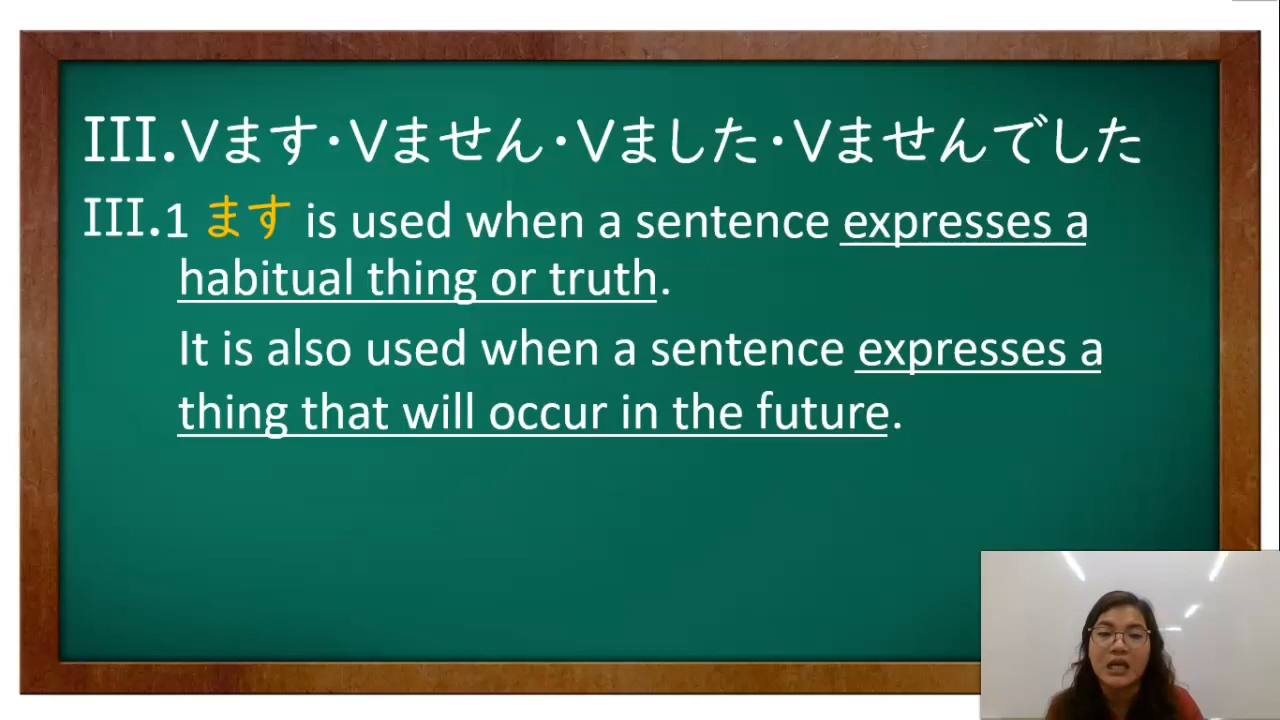 III.Vます・Vません・Vました・Vませんでした
III.1 ます is used when a sentence expresses a
habitual thing or truth.
It is also used when a sentence expresses a
thing that will occur in the future.